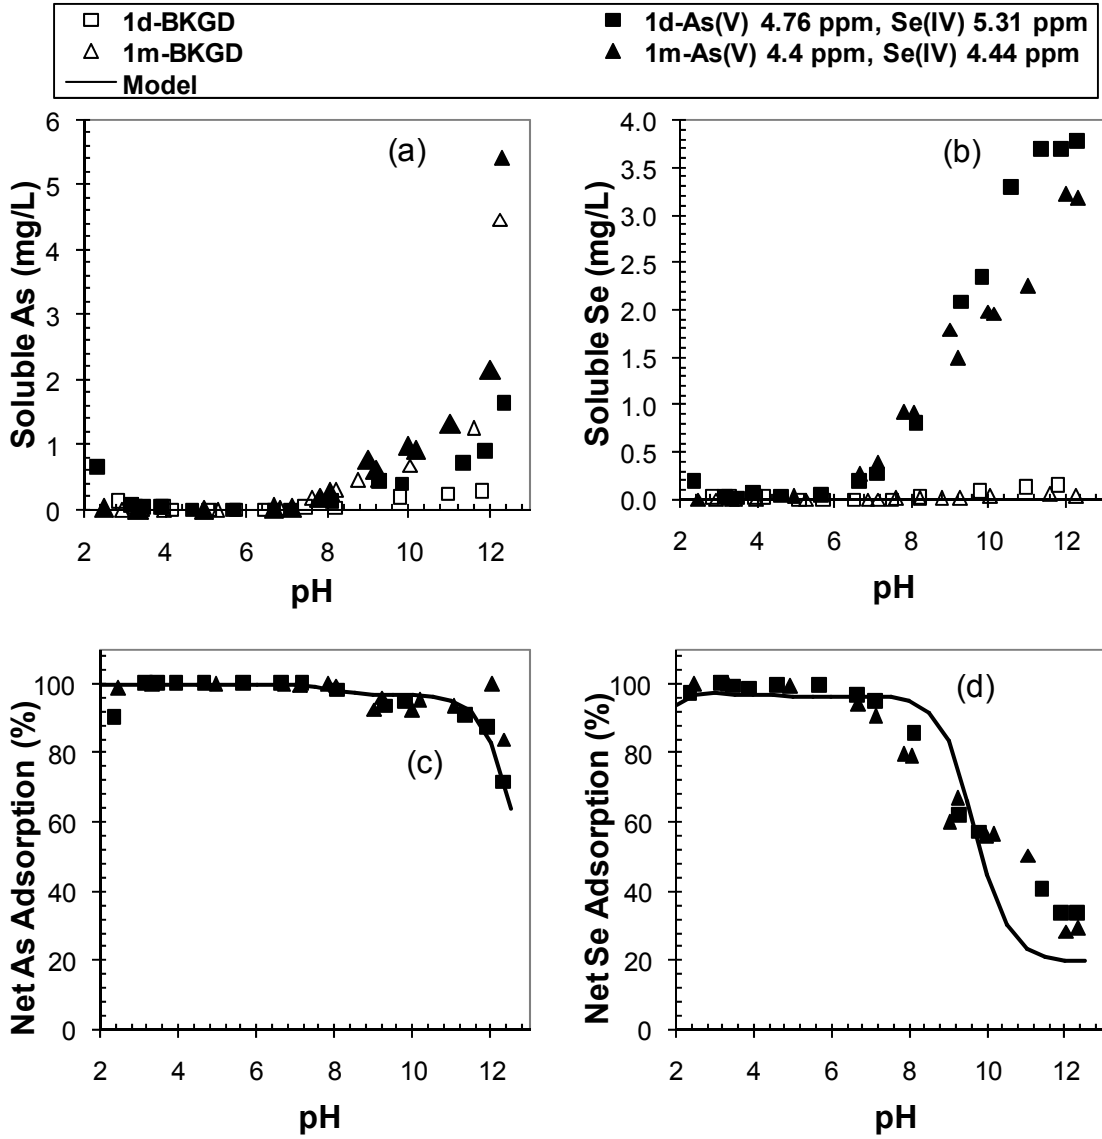 1d-BKGD
1d-As(V) 4.76 ppm, Se(IV) 5.31 ppm
1m-BKGD
1m-As(V) 4.4 ppm, Se(IV) 4.44 ppm
Model
(a)
Soluble As (mg/L)
6
5
4
3
2
1
0
2 4 6 8 10 12
pH
(b)
Soluble Se (mg/L)
4.0
3.5
3.0
2.5
2.0
1.5
1.0
0.5
0.0
2 4 6 8 10 12
pH
(c)
Net As Adsorption (%)
100
80
60
40
20
0
2 4 6 8 10 12
pH
(d)
Net Se Adsorption (%)
100
80
60
40
20
0
2 4 6 8 10 12
pH